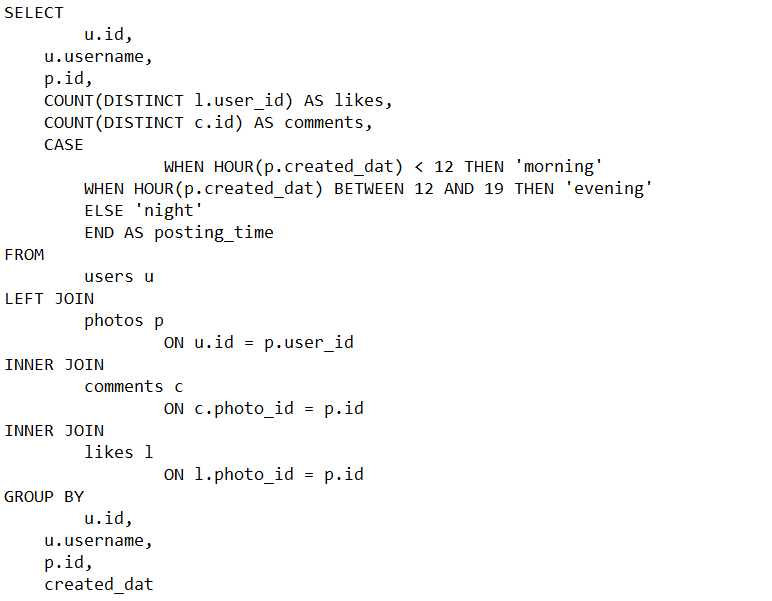 SELECT
u.id,
u.username,
p.id,
COUNT(DISTINCT l.user_id) AS likes,
COUNT(DISTINCT c.id) AS comments,
CASE
WHEN HOUR(p.created_dat) < 12 THEN 'morning'
WHEN HOUR(p.created_dat) BETWEEN 12 AND 19 THEN 'evening'
ELSE 'night'
END AS posting_time
FROM
users u
LEFT JOIN
photos p
ON u.id = p.user_id
INNER JOIN
comments c
ON c.photo_id = p.id
INNER JOIN
likes l
ON l.photo_id = p.id
GROUP BY
u.id,
u.username,
p.id,
created_dat